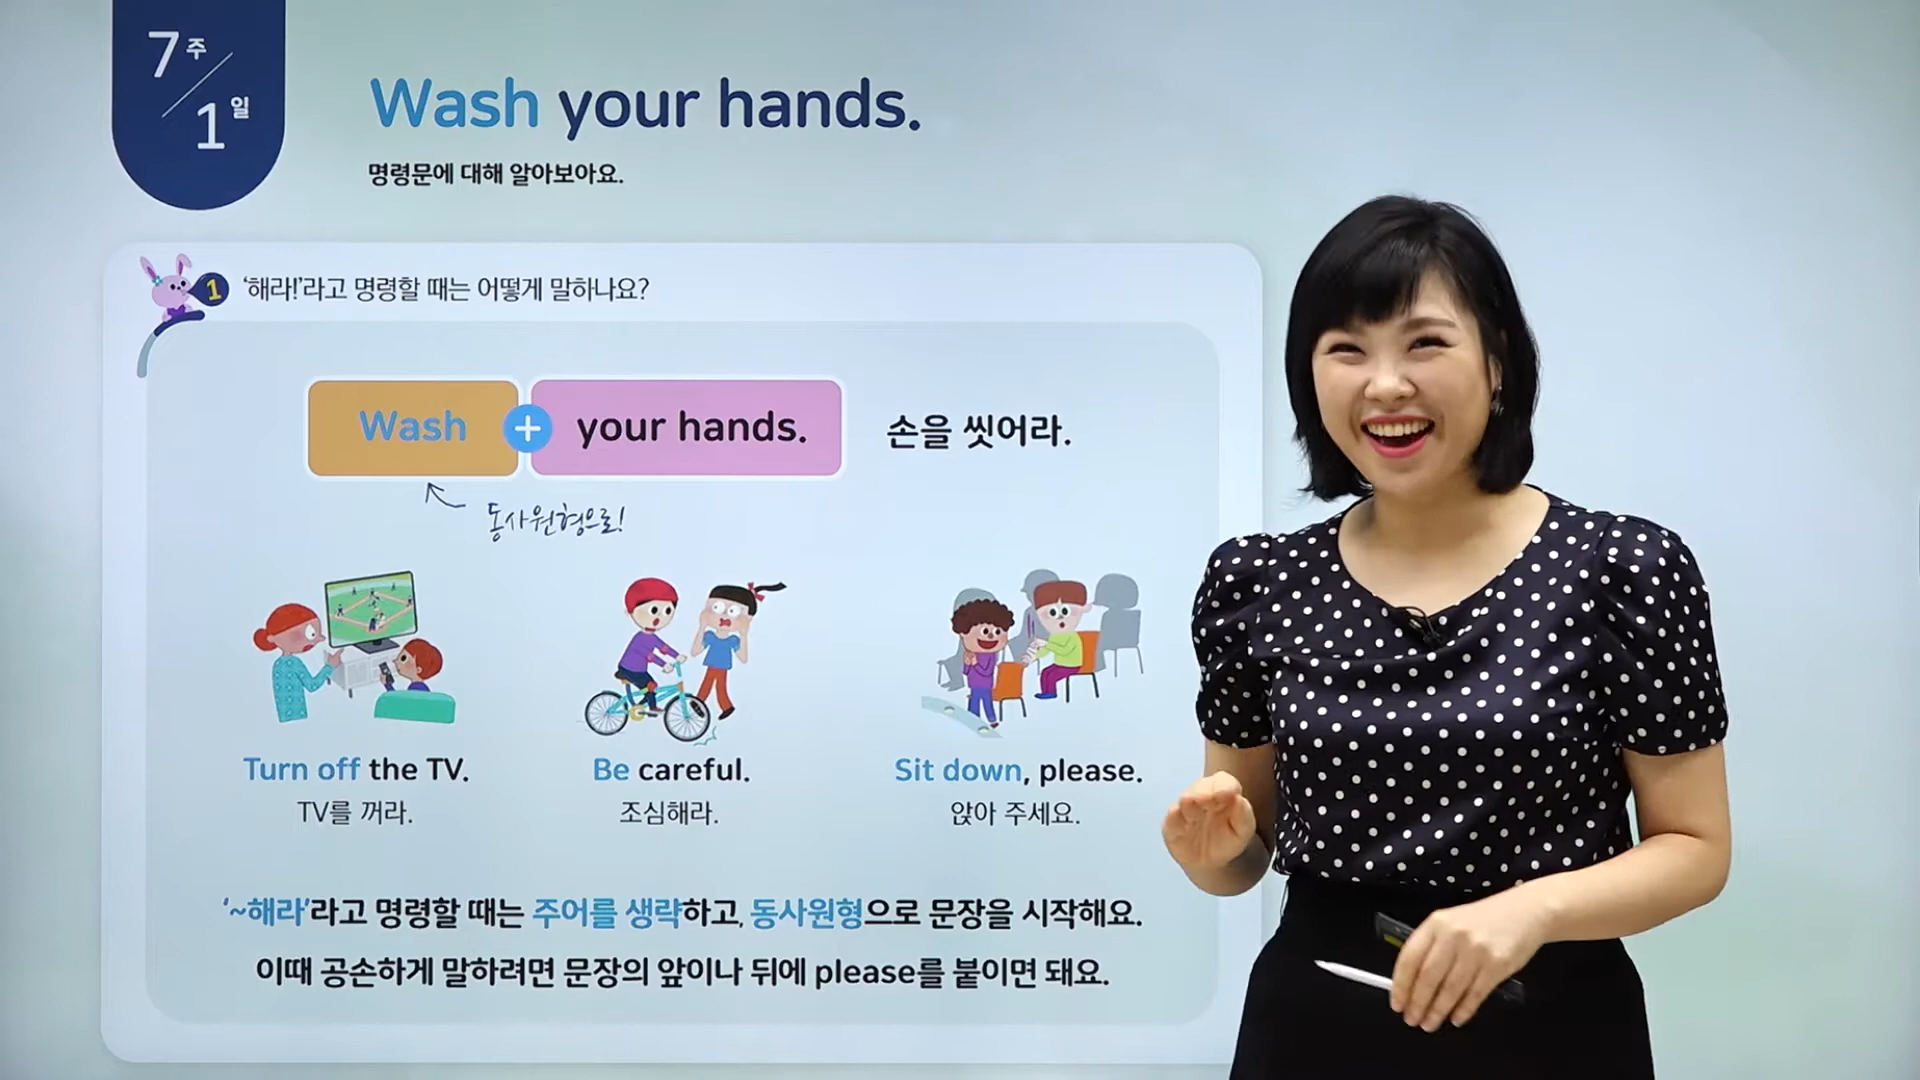 7주
1일
Wash your hands.
명령문에 대해 알아보아요.
1 '해라!'라고 명령할 때는 어떻게 말하나요?
Wash + your hands. 손을 씻어라.
동사원형으로!
Turn off the TV.
TV를 꺼라.
Be careful.
조심해라.
Sit down, please.
앉아 주세요.
'~해라'라고 명령할 때는 주어를 생략하고, 동사원형으로 문장을 시작해요.
이때 공손하게 말하려면 문장의 앞이나 뒤에 please를 붙이면 돼요.